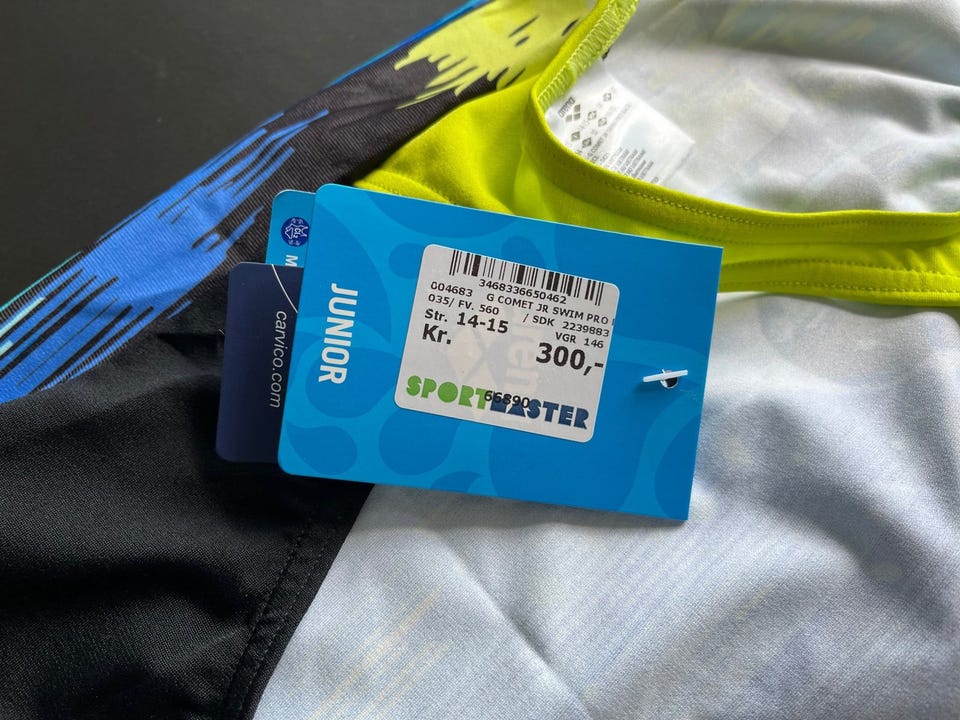 3468336650462
004683 G COMET JR SWIM PRO
035/ FV. 560 / SDK 2239883
Str. 14-15 VGR 146
Kr. 300,-
66890
SPORTMASTER
JUNIOR
carvico.com
M
arena